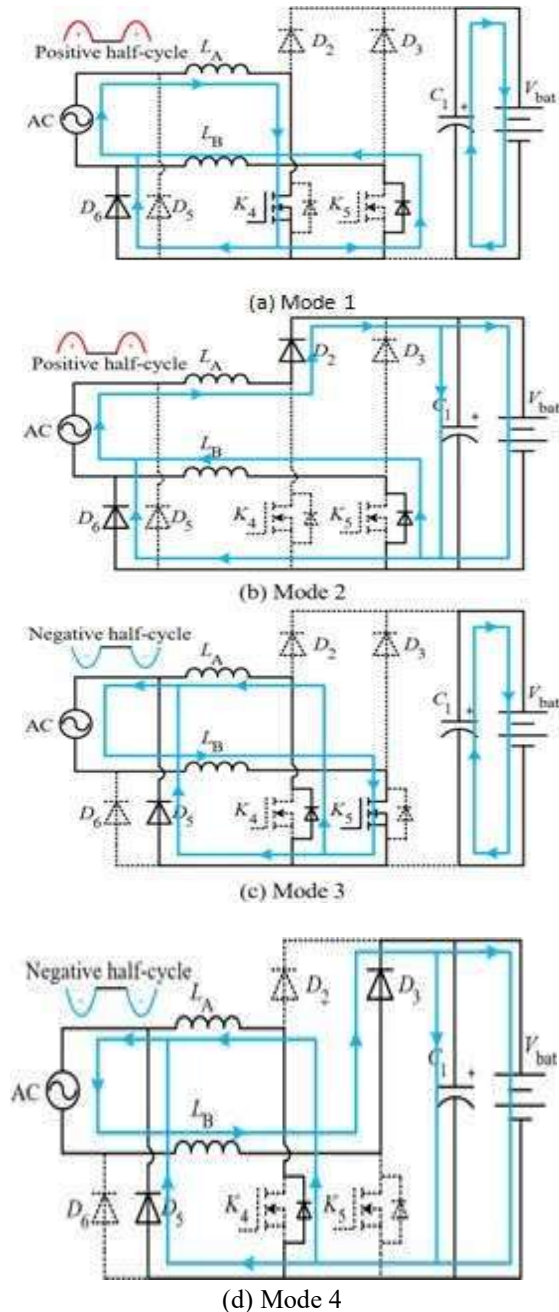 Positive half-cycle
L_A
D_2
D_3
C_1 +
V_bat
AC
L_B
D_6
D_5
K_4
K_5
(a) Mode 1
Positive half-cycle
L_A
D_2
D_3
C_1 +
V_bat
AC
L_B
D_6
D_5
K_4
K_5
(b) Mode 2
Negative half-cycle
L_A
D_2
D_3
C_1 +
V_bat
AC
L_B
D_6
D_5
K_4
K_5
(c) Mode 3
Negative half-cycle
L_A
D_2
D_3
C_1 +
V_bat
AC
L_B
D_6
D_5
K_4
K_5
(d) Mode 4